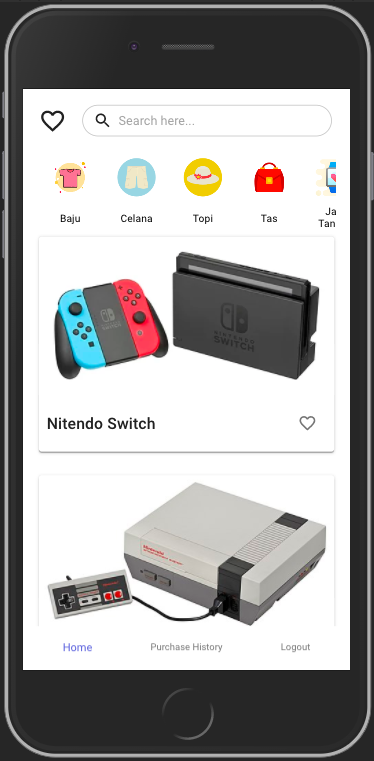 Search here...
Baju
Celana
Topi
Tas
Ja
Tan
NINTENDO
SWITCH
Nitendo Switch
Nintendo
Home
Purchase History
Logout